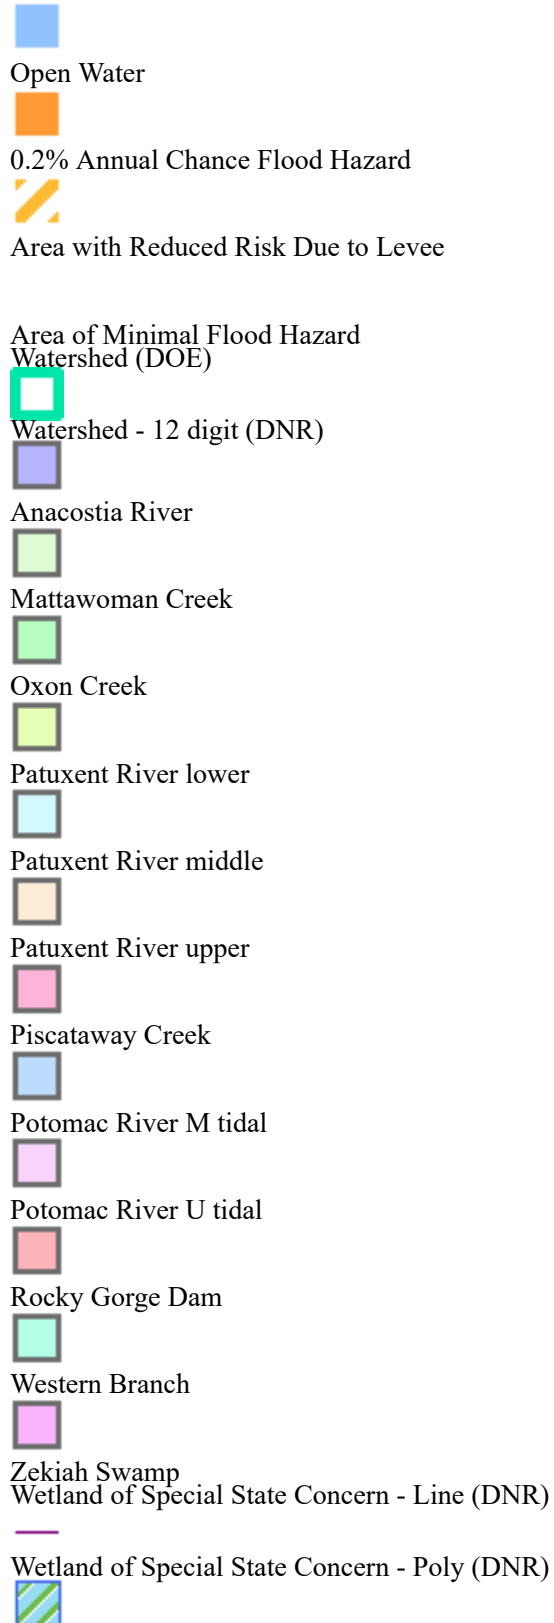 Open Water
0.2% Annual Chance Flood Hazard
Area with Reduced Risk Due to Levee
Area of Minimal Flood Hazard
Watershed (DOE)
Watershed - 12 digit (DNR)
Anacostia River
Mattawoman Creek
Oxon Creek
Patuxent River lower
Patuxent River middle
Patuxent River upper
Piscataway Creek
Potomac River M tidal
Potomac River U tidal
Rocky Gorge Dam
Western Branch
Zekiah Swamp
Wetland of Special State Concern - Line (DNR)
Wetland of Special State Concern - Poly (DNR)